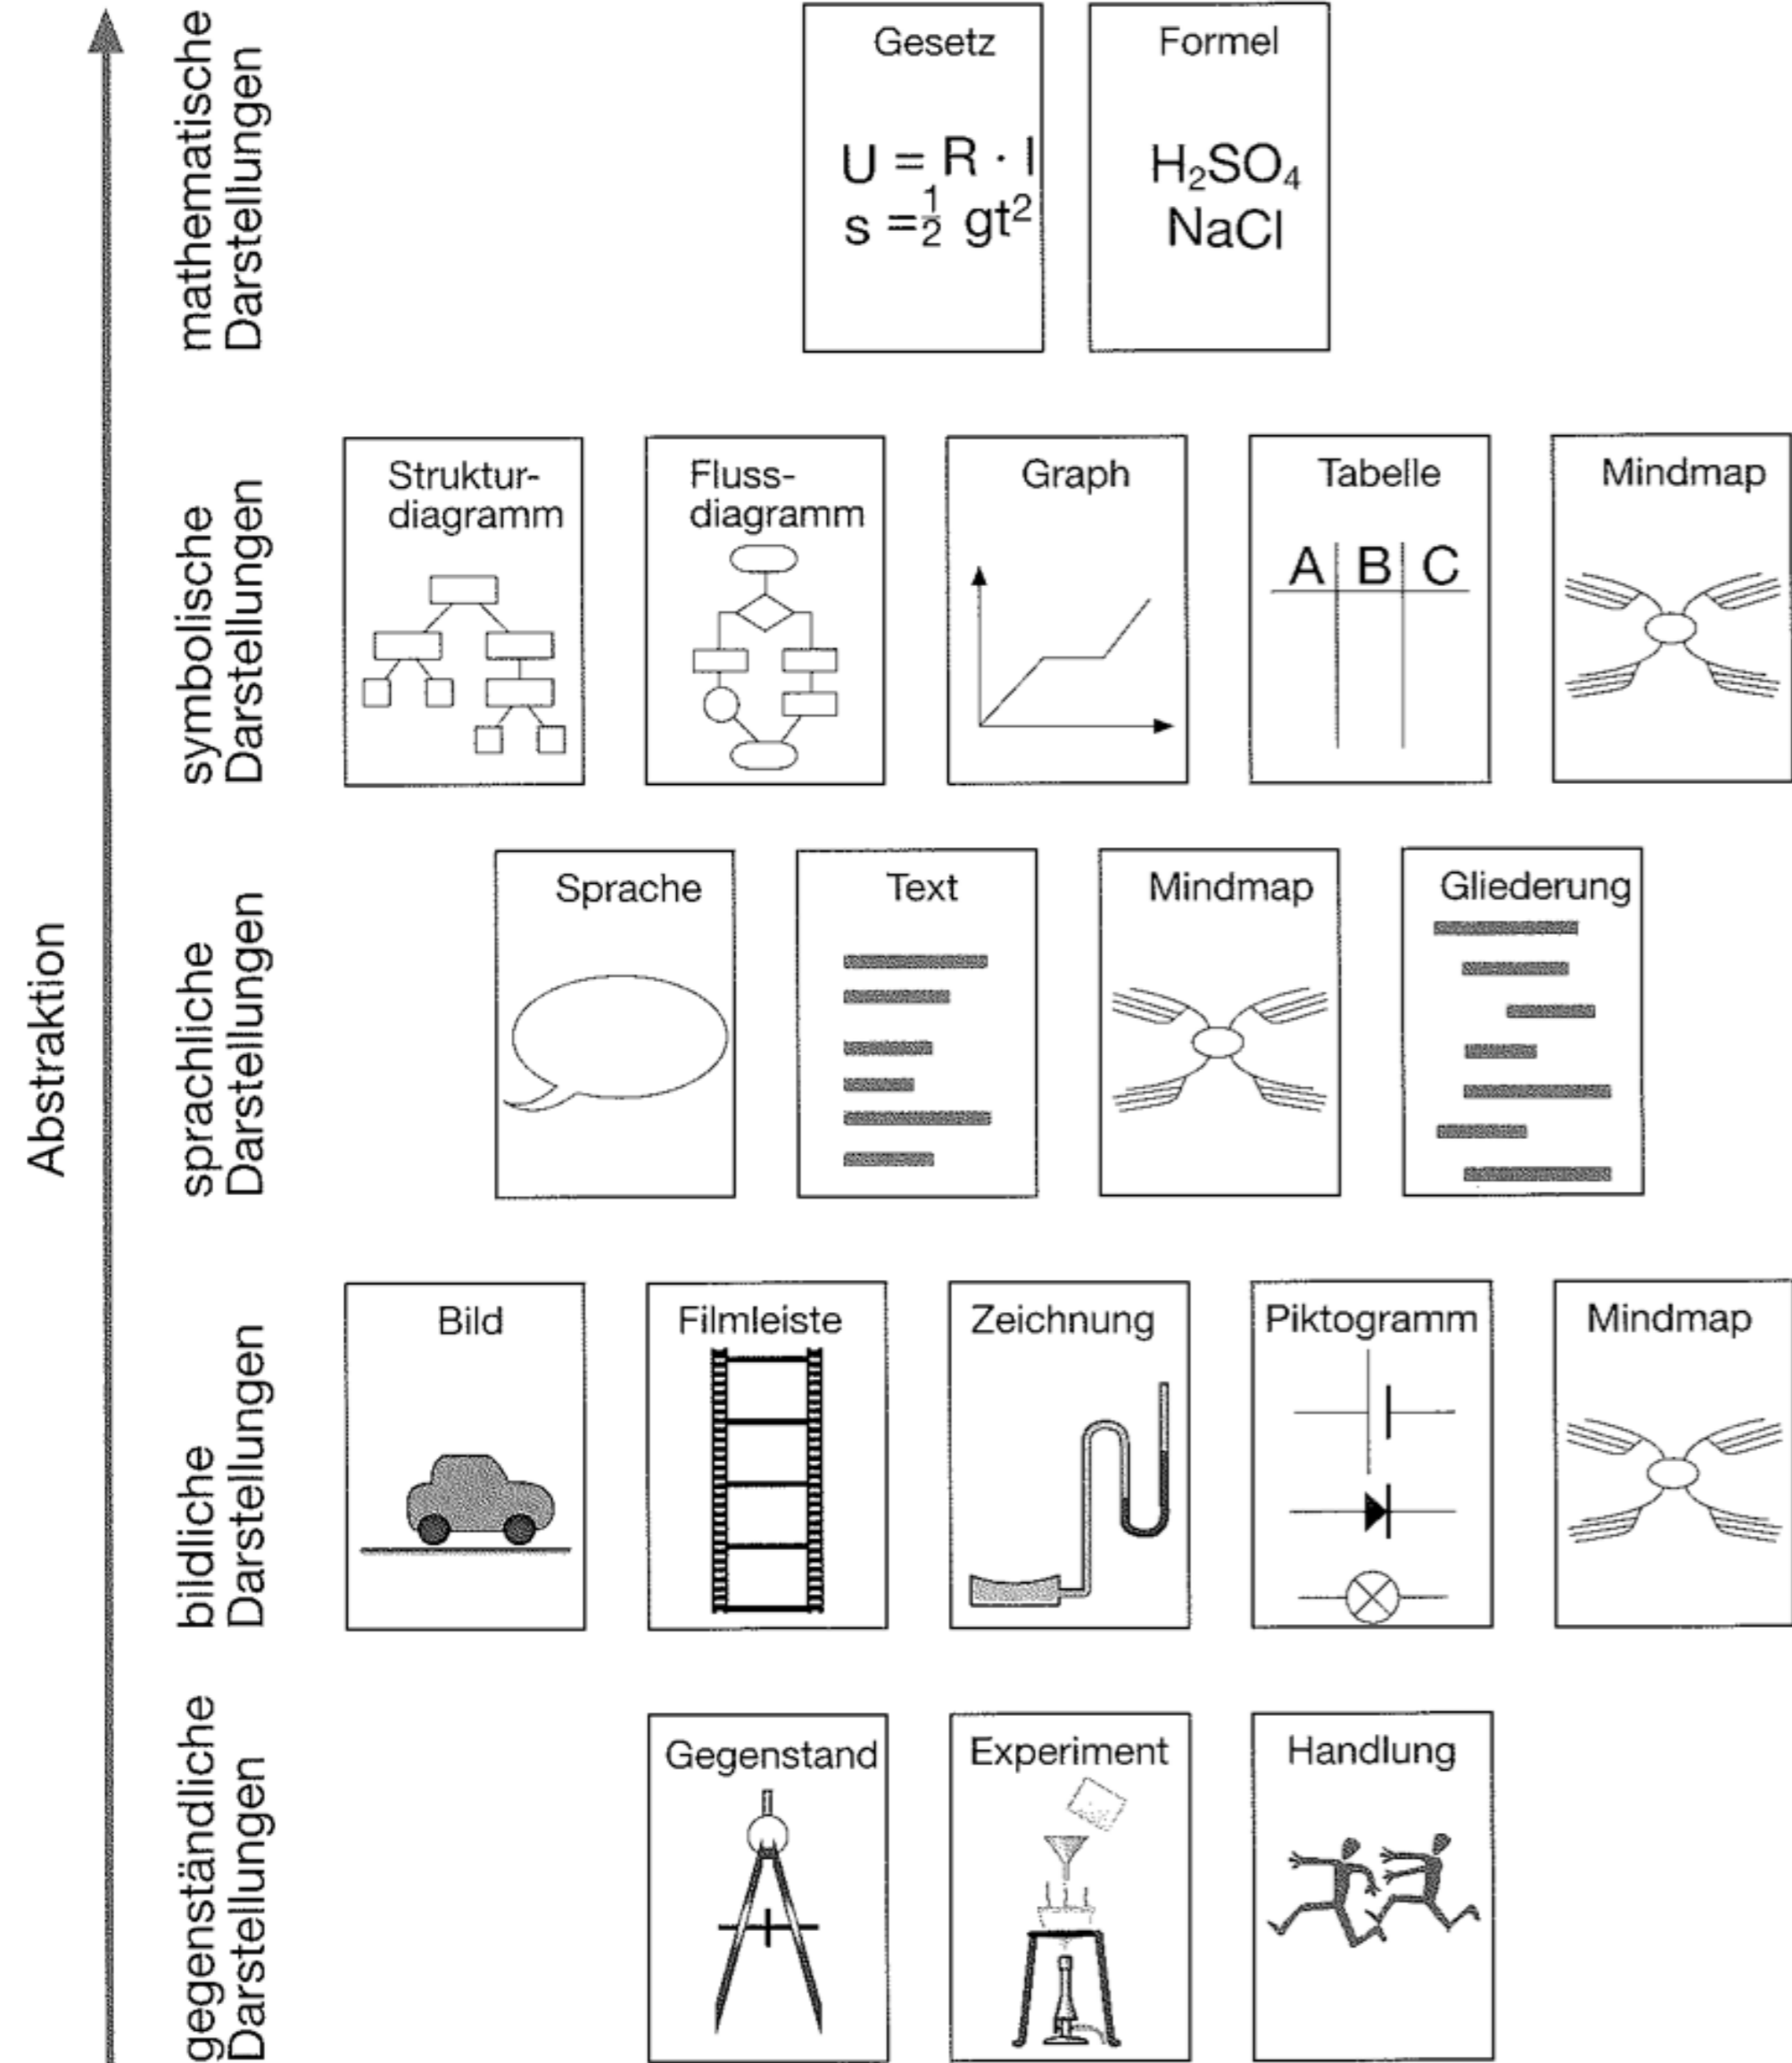 Abstraktion
mathematische
Darstellungen
Gesetz
U = R · I
s = 1/2 gt²
Formel
H₂SO₄
NaCl
symbolische
Darstellungen
Struktur-
diagramm
Fluss-
diagramm
Graph
Tabelle
A B C
Mindmap
sprachliche
Darstellungen
Sprache
Text
Mindmap
Gliederung
bildliche
Darstellungen
Bild
Filmleiste
Zeichnung
Piktogramm
Mindmap
gegenständliche
Darstellungen
Gegenstand
Experiment
Handlung